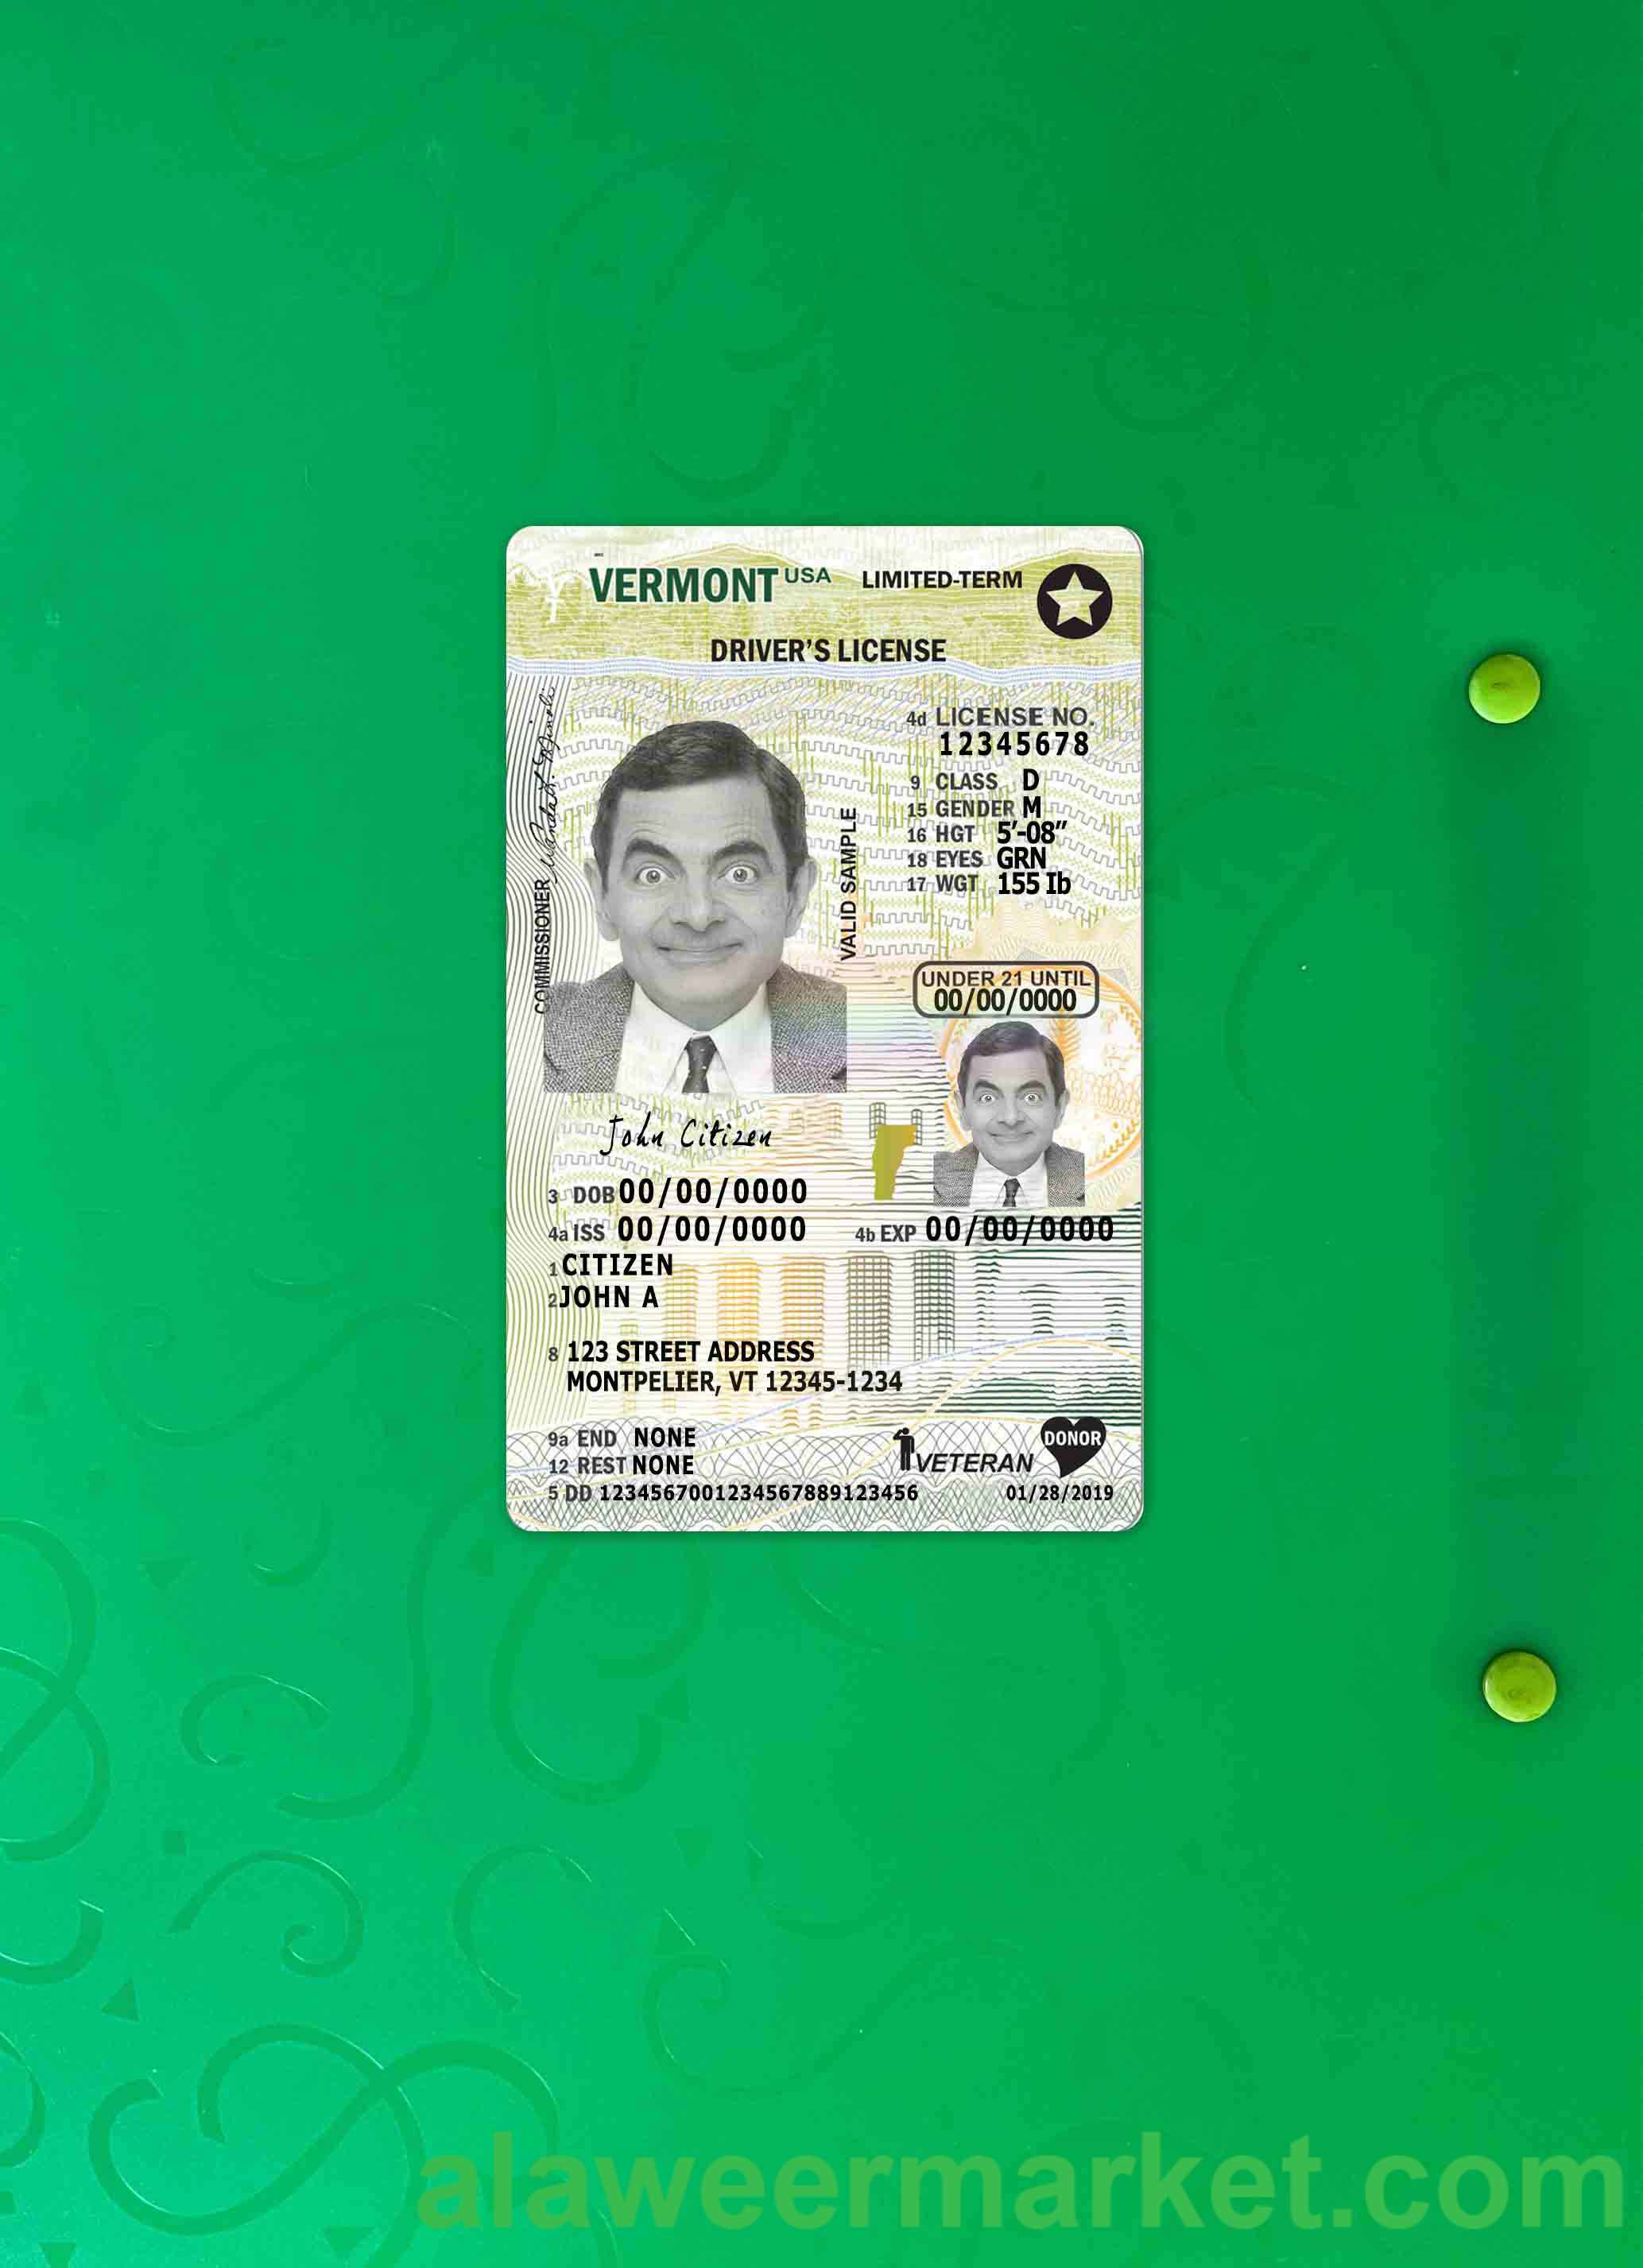 VERMONT USA LIMITED-TERM
DRIVER'S LICENSE
4d LICENSE NO.
12345678
9 CLASS D
15 GENDER M
16 HGT 5'-08"
18 EYES GRN
17 WGT 155 Ib
COMMISSIONER
VALID SAMPLE
UNDER 21 UNTIL
00/00/0000
John Citizen
3 DOB 00/00/0000
4a ISS 00/00/0000 4b EXP 00/00/0000
1 CITIZEN
2 JOHN A
8 123 STREET ADDRESS
MONTPELIER, VT 12345-1234
9a END NONE
12 REST NONE
VETERAN
DONOR
5 DD 1234567001234567889123456 01/28/2019
alaweermarket.com